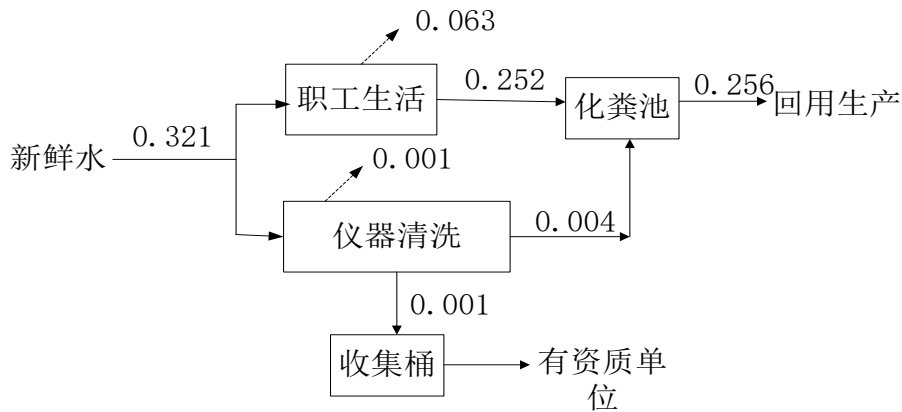 0.063
职工生活
0.252
化粪池
0.256
回用生产
新鲜水
0.321
0.001
仪器清洗
0.004
0.001
收集桶
有资质单
位